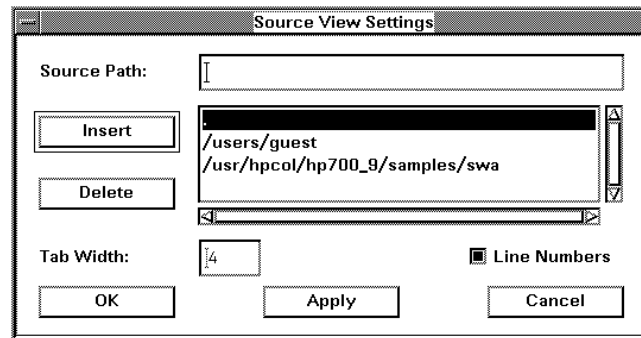 Source View Settings
Source Path:
Insert
.
/users/guest
/usr/hpcol/hp700_9/samples/swa
Delete
Tab Width:
4
Line Numbers
OK
Apply
Cancel